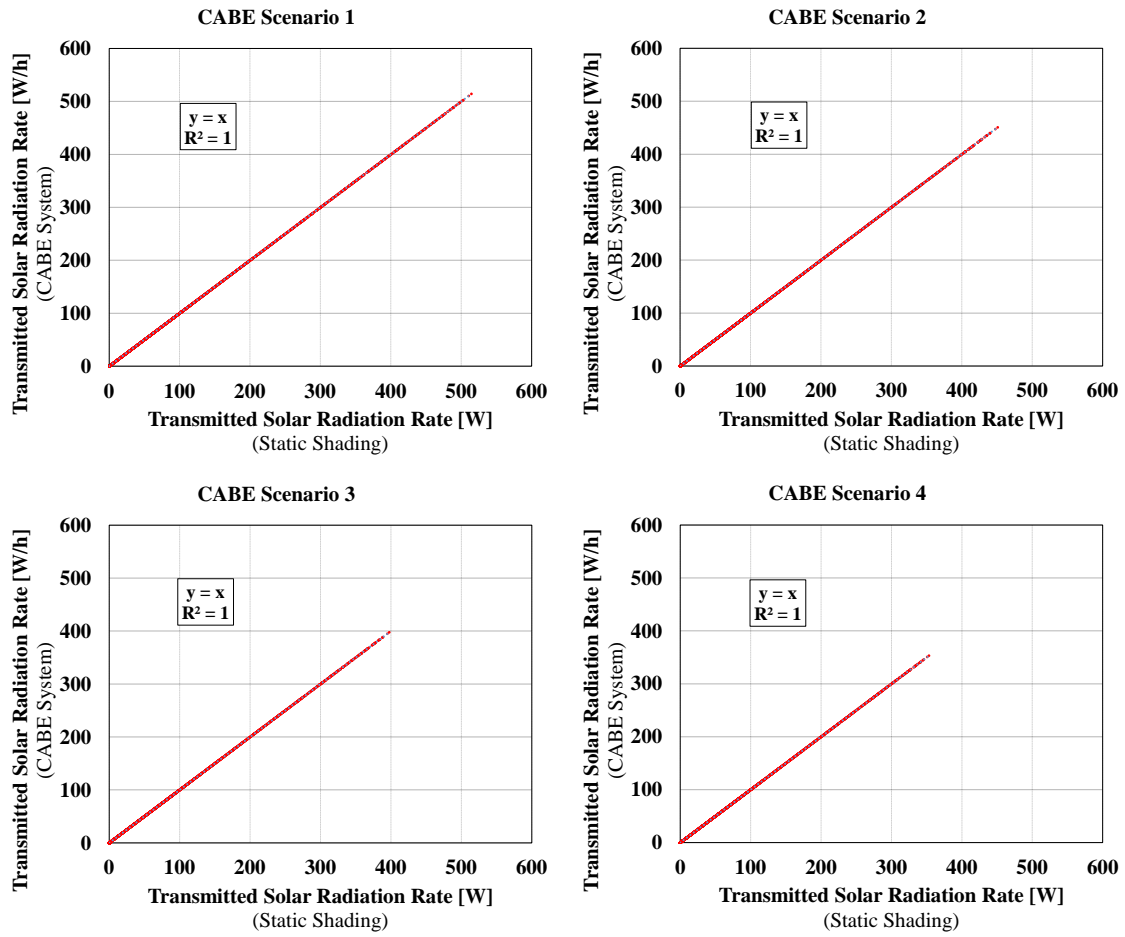 CABE Scenario 1
Transmitted Solar Radiation Rate [W/h]
(CABE System)
600
500
400
300
200
100
0
y = x
R² = 1
0 100 200 300 400 500 600
Transmitted Solar Radiation Rate [W]
(Static Shading)
CABE Scenario 2
Transmitted Solar Radiation Rate [W/h]
(CABE System)
600
500
400
300
200
100
0
y = x
R² = 1
0 100 200 300 400 500 600
Transmitted Solar Radiation Rate [W]
(Static Shading)
CABE Scenario 3
Transmitted Solar Radiation Rate [W/h]
(CABE System)
600
500
400
300
200
100
0
y = x
R² = 1
0 100 200 300 400 500 600
Transmitted Solar Radiation Rate [W]
(Static Shading)
CABE Scenario 4
Transmitted Solar Radiation Rate [W/h]
(CABE System)
600
500
400
300
200
100
0
y = x
R² = 1
0 100 200 300 400 500 600
Transmitted Solar Radiation Rate [W]
(Static Shading)